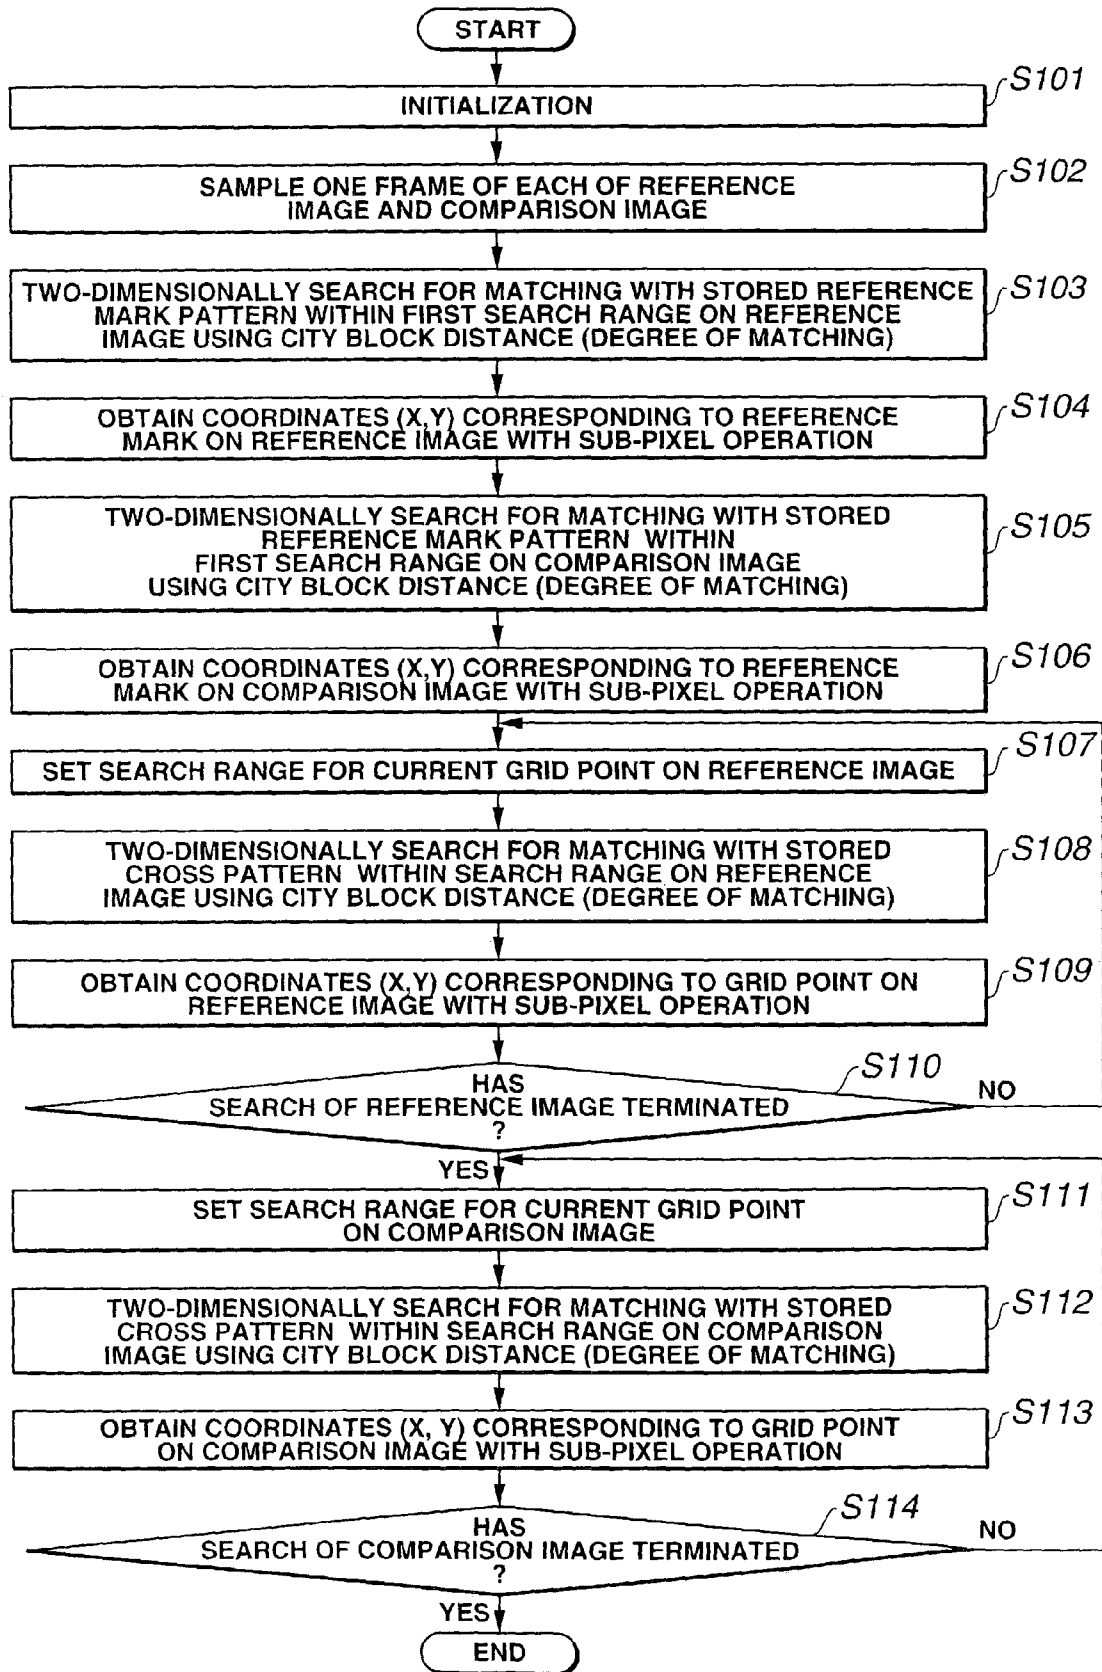 START
S101
INITIALIZATION
S102
SAMPLE ONE FRAME OF EACH OF REFERENCE
IMAGE AND COMPARISON IMAGE
S103
TWO-DIMENSIONALLY SEARCH FOR MATCHING WITH STORED REFERENCE
MARK PATTERN WITHIN FIRST SEARCH RANGE ON REFERENCE
IMAGE USING CITY BLOCK DISTANCE (DEGREE OF MATCHING)
S104
OBTAIN COORDINATES (X,Y) CORRESPONDING TO REFERENCE
MARK ON REFERENCE IMAGE WITH SUB-PIXEL OPERATION
S105
TWO-DIMENSIONALLY SEARCH FOR MATCHING WITH STORED
REFERENCE MARK PATTERN WITHIN
FIRST SEARCH RANGE ON COMPARISON IMAGE
USING CITY BLOCK DISTANCE (DEGREE OF MATCHING)
S106
OBTAIN COORDINATES (X,Y) CORRESPONDING TO REFERENCE
MARK ON COMPARISON IMAGE WITH SUB-PIXEL OPERATION
S107
SET SEARCH RANGE FOR CURRENT GRID POINT ON REFERENCE IMAGE
S108
TWO-DIMENSIONALLY SEARCH FOR MATCHING WITH STORED
CROSS PATTERN WITHIN SEARCH RANGE ON REFERENCE
IMAGE USING CITY BLOCK DISTANCE (DEGREE OF MATCHING)
S109
OBTAIN COORDINATES (X,Y) CORRESPONDING TO GRID POINT ON
REFERENCE IMAGE WITH SUB-PIXEL OPERATION
S110
HAS
SEARCH OF REFERENCE IMAGE TERMINATED
?
NO
YES
S111
SET SEARCH RANGE FOR CURRENT GRID POINT
ON COMPARISON IMAGE
S112
TWO-DIMENSIONALLY SEARCH FOR MATCHING WITH STORED
CROSS PATTERN WITHIN SEARCH RANGE ON COMPARISON
IMAGE USING CITY BLOCK DISTANCE (DEGREE OF MATCHING)
S113
OBTAIN COORDINATES (X, Y) CORRESPONDING TO GRID POINT
ON COMPARISON IMAGE WITH SUB-PIXEL OPERATION
S114
HAS
SEARCH OF COMPARISON IMAGE TERMINATED
?
NO
YES
END